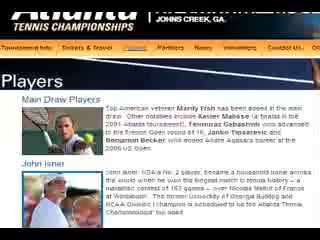 Atlanta
TENNIS CHAMPIONSHIPS
JOHNS CREEK, GA.
Tournament Info Tickets & Travel Players Partners News Volunteers Contact Us
Players
Main Draw Players
Top American veteran Mardy Fish has been added in the main
draw. Other notables include Xavier Malisse (a finalist in the
2001 Atlanta tournament), Teimuraz Gabashvili who advanced
to the French Open round of 16, Janko Tipsarevic and
Benjamin Becker who ended Andre Agassi's career at
the 2006 US Open.
John Isner
John Isner, USA's No. 2 player, became a household name across
the world when he won the longest match in tennis history – a
marathon contest of 183 games – over Nicolas Mahut of France
at Wimbledon. The former University of Georgia Bulldog and
NCAA Division I champion is scheduled to be the Atlanta Tennis
Championships' top seed